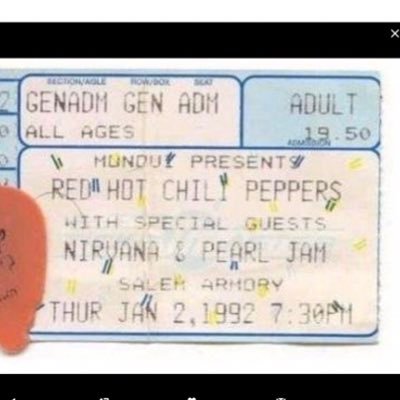 SECTION/AISLE ROW/BOX SEAT
GENADM GEN ADM
ALL AGES
ADULT
19.50
ADMISSION
PRESENTS
RED HOT CHILI PEPPERS
WITH SPECIAL GUESTS
NIRVANA & PEARL JAM
SALEM ARMORY
THUR JAN 2,1992 7:30PM